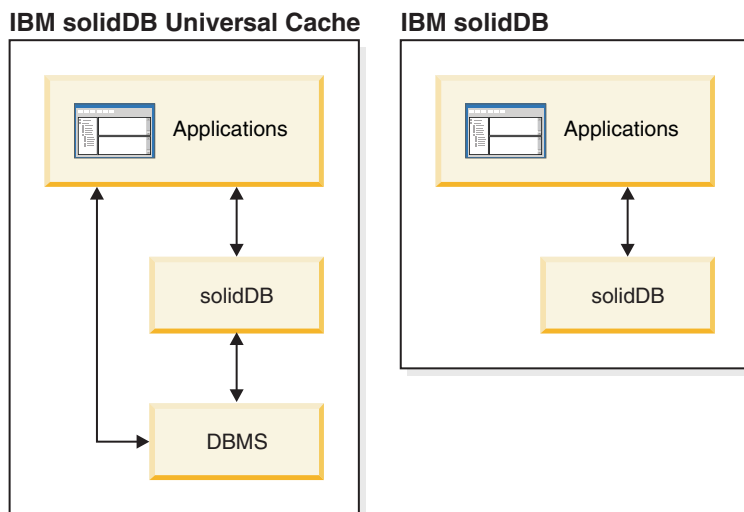 IBM solidDB Universal Cache
Applications
solidDB
DBMS
IBM solidDB
Applications
solidDB